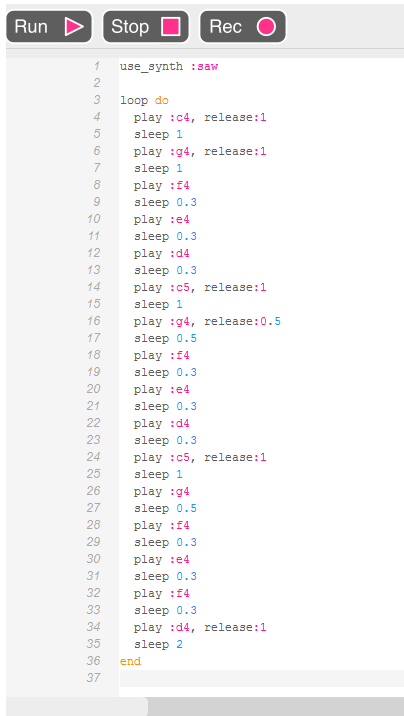 Run Stop Rec
1 use_synth :saw
2
3 loop do
4 play :c4, release:1
5 sleep 1
6 play :g4, release:1
7 sleep 1
8 play :f4
9 sleep 0.3
10 play :e4
11 sleep 0.3
12 play :d4
13 sleep 0.3
14 play :c5, release:1
15 sleep 1
16 play :g4, release:0.5
17 sleep 0.5
18 play :f4
19 sleep 0.3
20 play :e4
21 sleep 0.3
22 play :d4
23 sleep 0.3
24 play :c5, release:1
25 sleep 1
26 play :g4
27 sleep 0.5
28 play :f4
29 sleep 0.3
30 play :e4
31 sleep 0.3
32 play :f4
33 sleep 0.3
34 play :d4, release:1
35 sleep 2
36 end
37